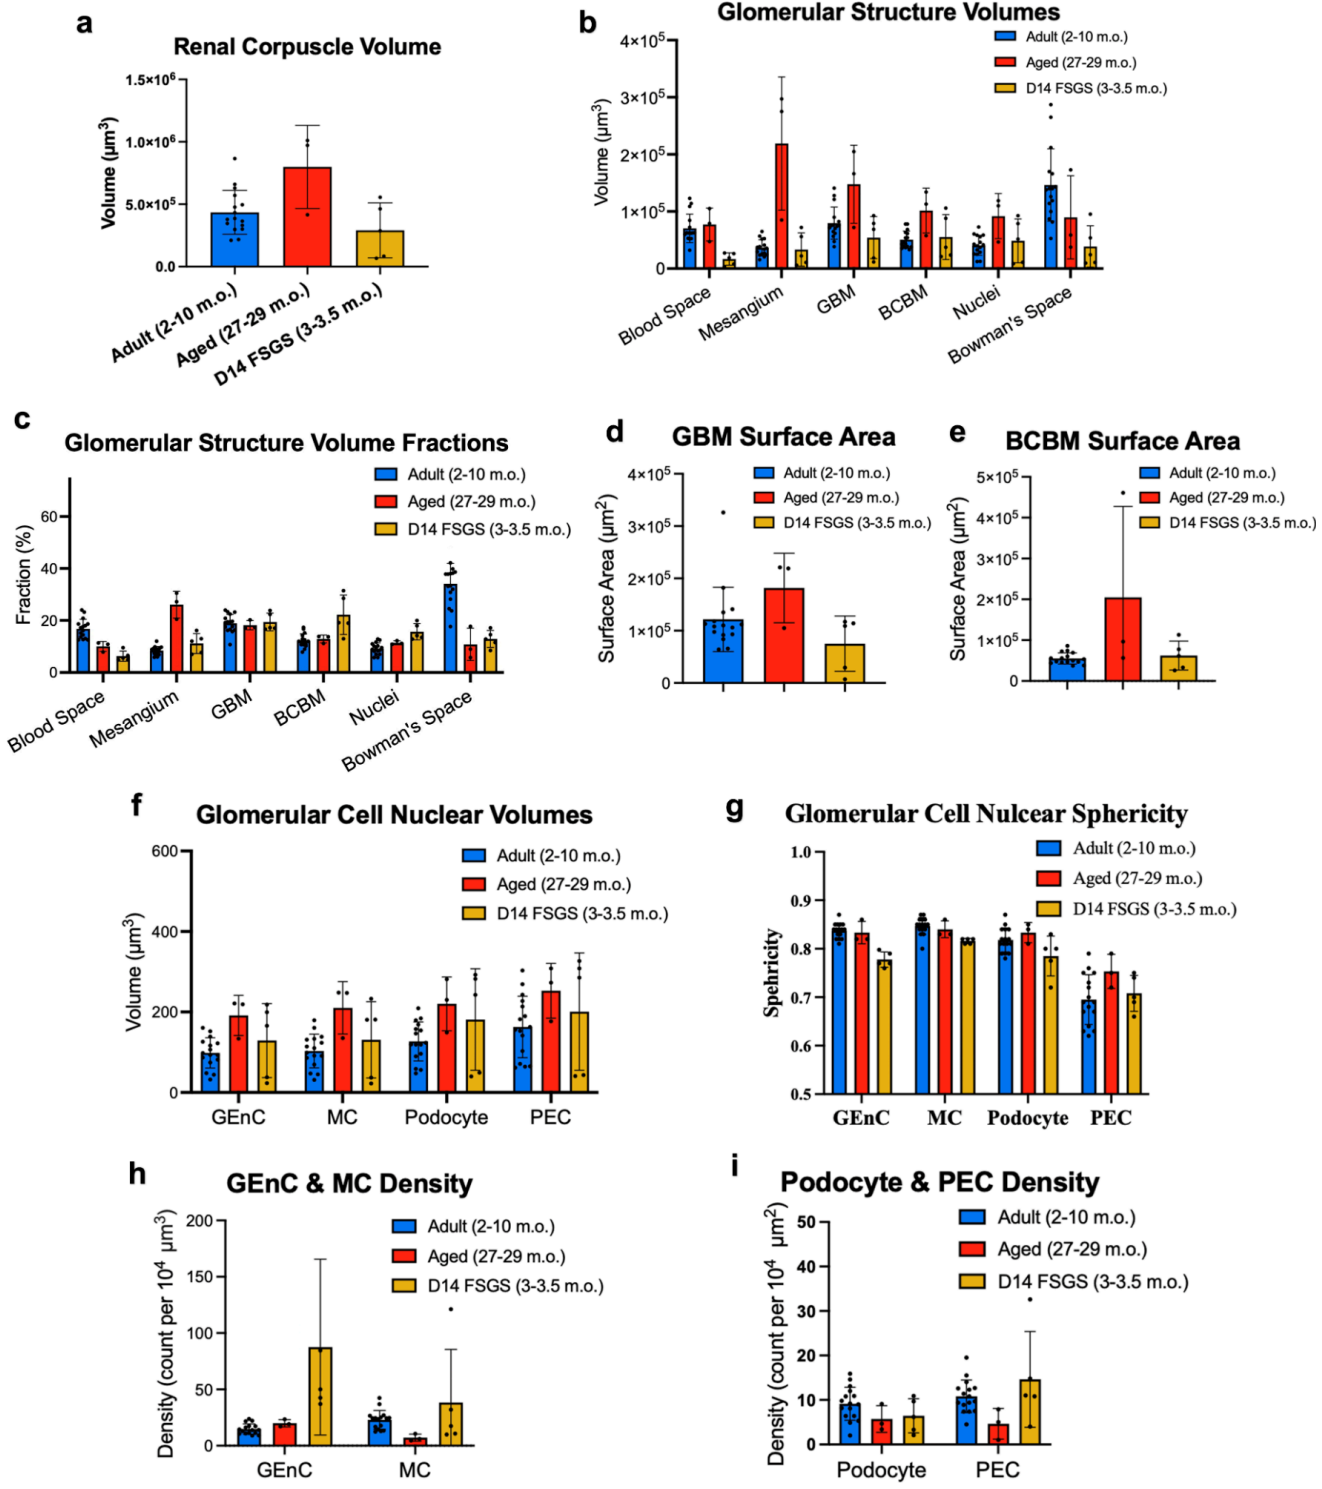 a
Renal Corpuscle Volume
Volume (µm³)
1.5×10⁶
1.0×10⁶
5.0×10⁵
0.0
Adult (2-10 m.o.)
Aged (27-29 m.o.)
D14 FSGS (3-3.5 m.o.)
b
Glomerular Structure Volumes
Adult (2-10 m.o.)
Aged (27-29 m.o.)
D14 FSGS (3-3.5 m.o.)
Volume (µm³)
4×10⁵
3×10⁵
2×10⁵
1×10⁵
0
Blood Space
Mesangium
GBM
BCBM
Nuclei
Bowman's Space
c
Glomerular Structure Volume Fractions
Adult (2-10 m.o.)
Aged (27-29 m.o.)
D14 FSGS (3-3.5 m.o.)
Fraction (%)
60
40
20
0
Blood Space
Mesangium
GBM
BCBM
Nuclei
Bowman's Space
d
GBM Surface Area
Adult (2-10 m.o.)
Aged (27-29 m.o.)
D14 FSGS (3-3.5 m.o.)
Surface Area (µm²)
4×10⁵
3×10⁵
2×10⁵
1×10⁵
0
e
BCBM Surface Area
Adult (2-10 m.o.)
Aged (27-29 m.o.)
D14 FSGS (3-3.5 m.o.)
Surface Area (µm²)
5×10⁵
4×10⁵
3×10⁵
2×10⁵
1×10⁵
0
f
Glomerular Cell Nuclear Volumes
Adult (2-10 m.o.)
Aged (27-29 m.o.)
D14 FSGS (3-3.5 m.o.)
Volume (µm³)
600
400
200
0
GEnC
MC
Podocyte
PEC
g
Glomerular Cell Nulcear Sphericity
Adult (2-10 m.o.)
Aged (27-29 m.o.)
D14 FSGS (3-3.5 m.o.)
Spehricity
1.0
0.9
0.8
0.7
0.6
0.5
GEnC
MC
Podocyte
PEC
h
GEnC & MC Density
Adult (2-10 m.o.)
Aged (27-29 m.o.)
D14 FSGS (3-3.5 m.o.)
Density (count per 10⁴ µm³)
200
150
100
50
0
GEnC
MC
i
Podocyte & PEC Density
Adult (2-10 m.o.)
Aged (27-29 m.o.)
D14 FSGS (3-3.5 m.o.)
Density (count per 10⁴ µm²)
50
40
30
20
10
0
Podocyte
PEC